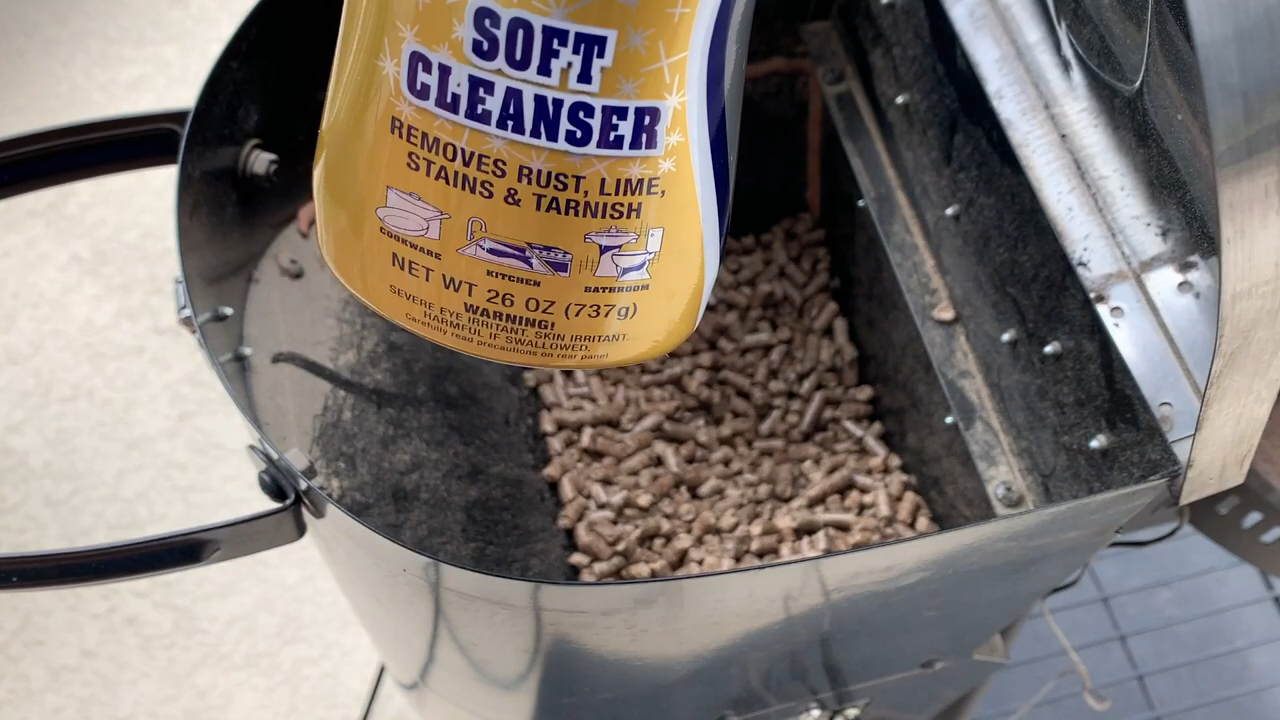 SOFT
CLEANSER
REMOVES RUST, LIME,
STAINS & TARNISH
COOKWARE
KITCHEN
BATHROOM
NET WT 26 OZ (737g)
WARNING!
SEVERE EYE IRRITANT. SKIN IRRITANT.
HARMFUL IF SWALLOWED.
Carefully read precautions on rear panel